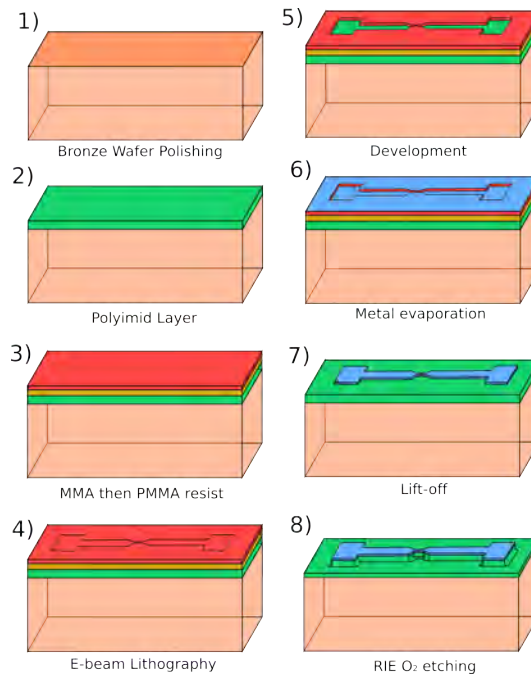 1)
Bronze Wafer Polishing
2)
Polyimid Layer
3)
MMA then PMMA resist
4)
E-beam Lithography
5)
Development
6)
Metal evaporation
7)
Lift-off
8)
RIE O₂ etching